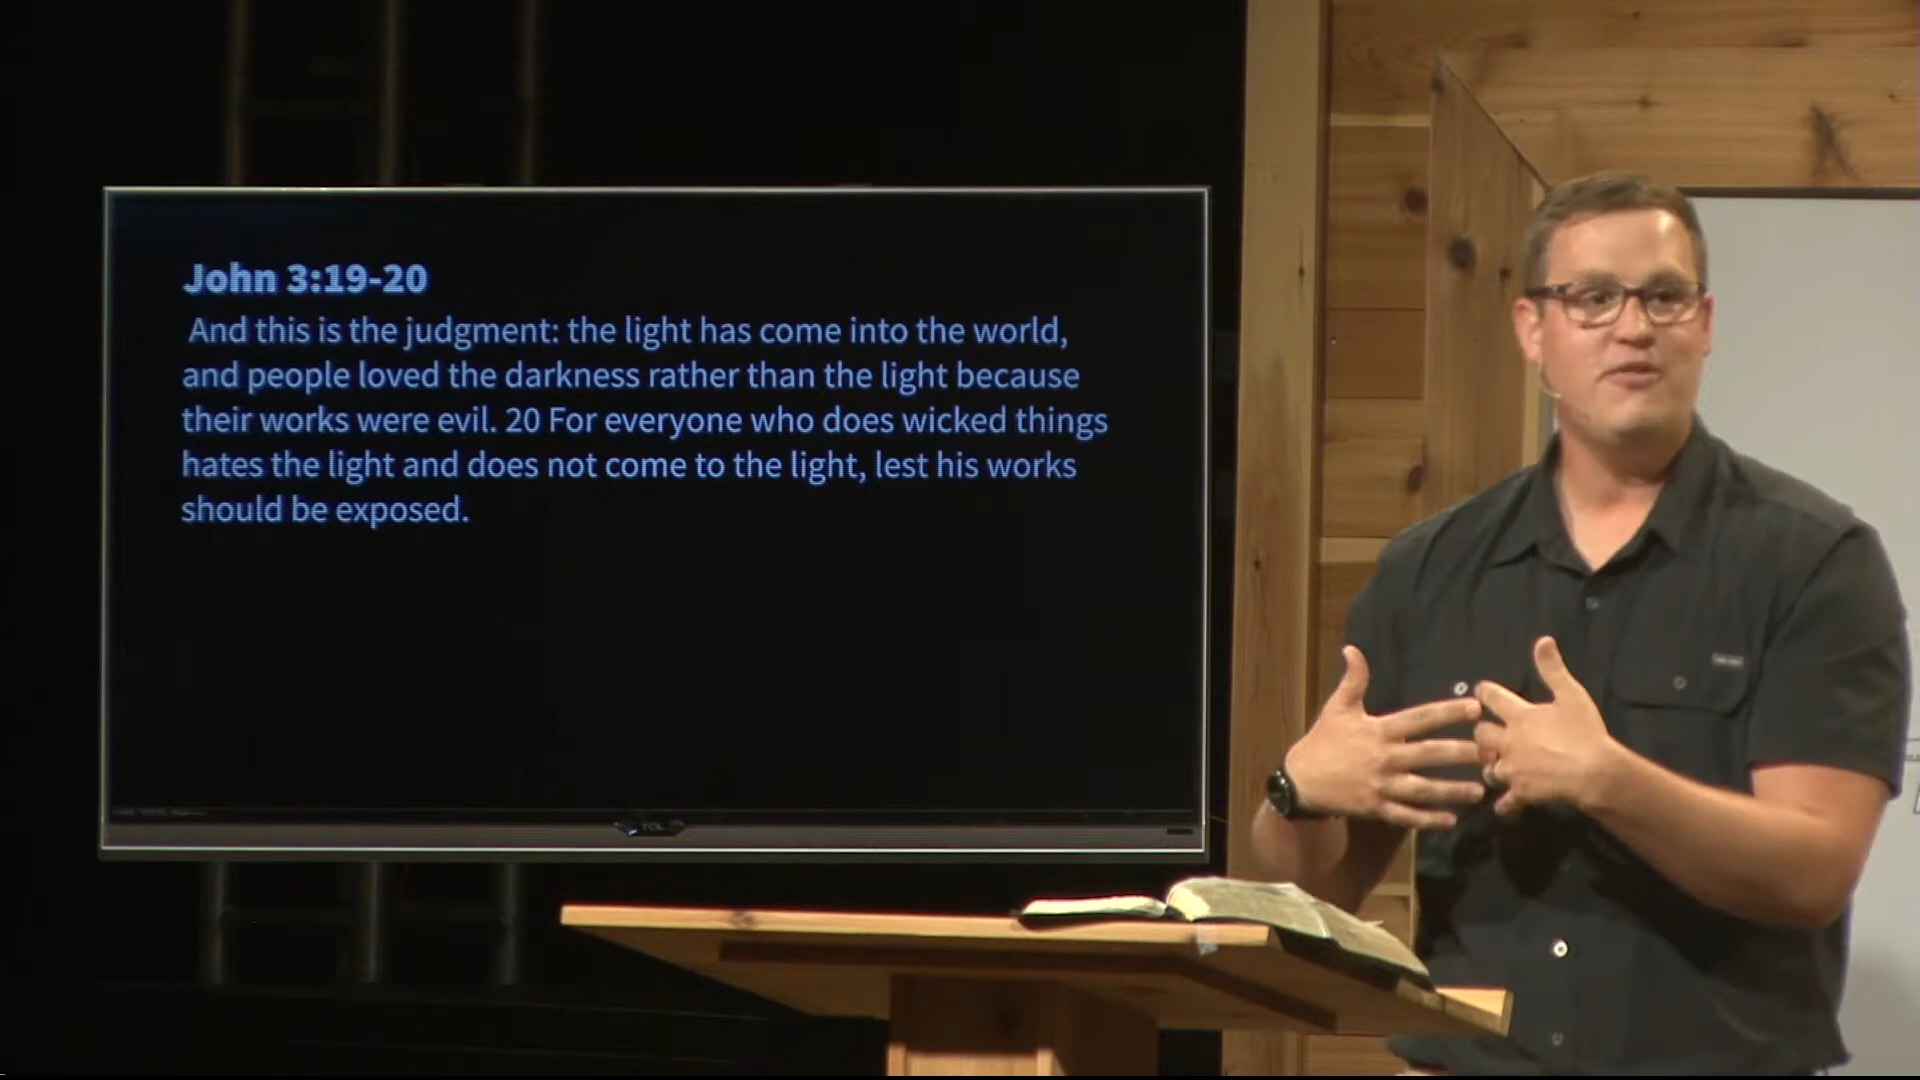 John 3:19-20
And this is the judgment: the light has come into the world,
and people loved the darkness rather than the light because
their works were evil. 20 For everyone who does wicked things
hates the light and does not come to the light, lest his works
should be exposed.
TCL